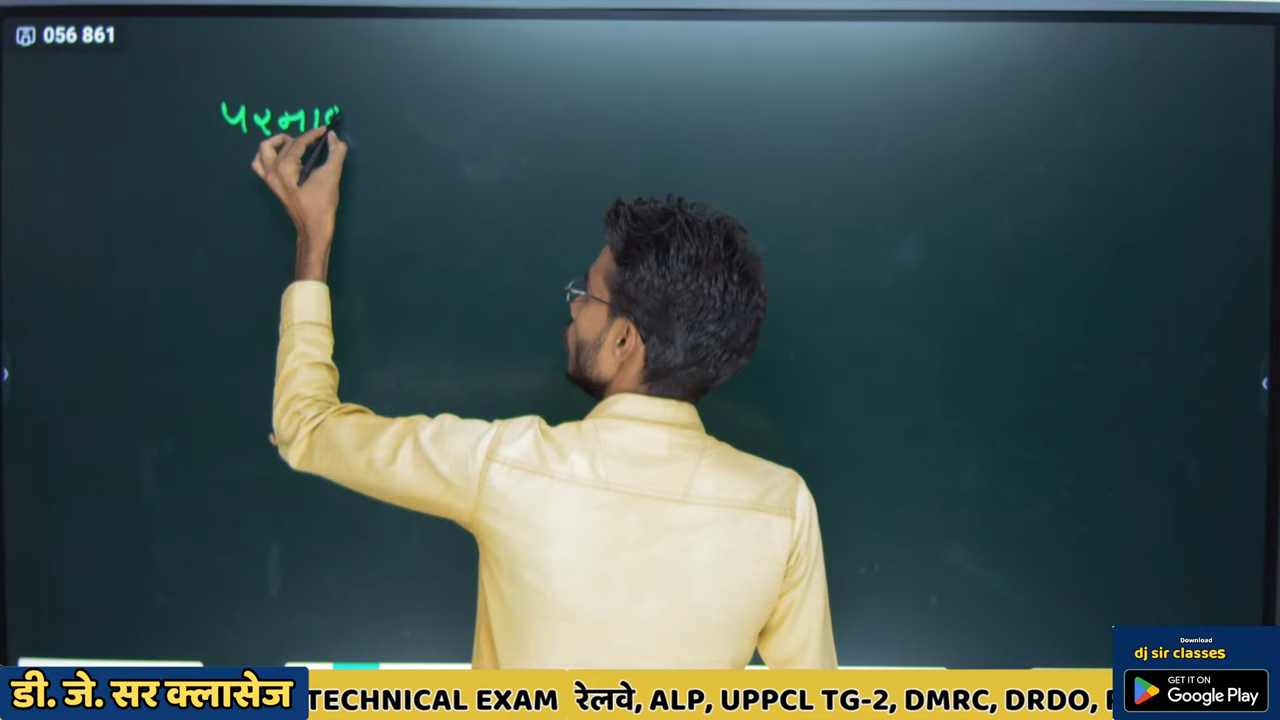 056 861
परमा
डी. जे. सर क्लासेज
TECHNICAL EXAM रेलवे, ALP, UPPCL TG-2, DMRC, DRDO,
Download
dj sir classes
GET IT ON
Google Play